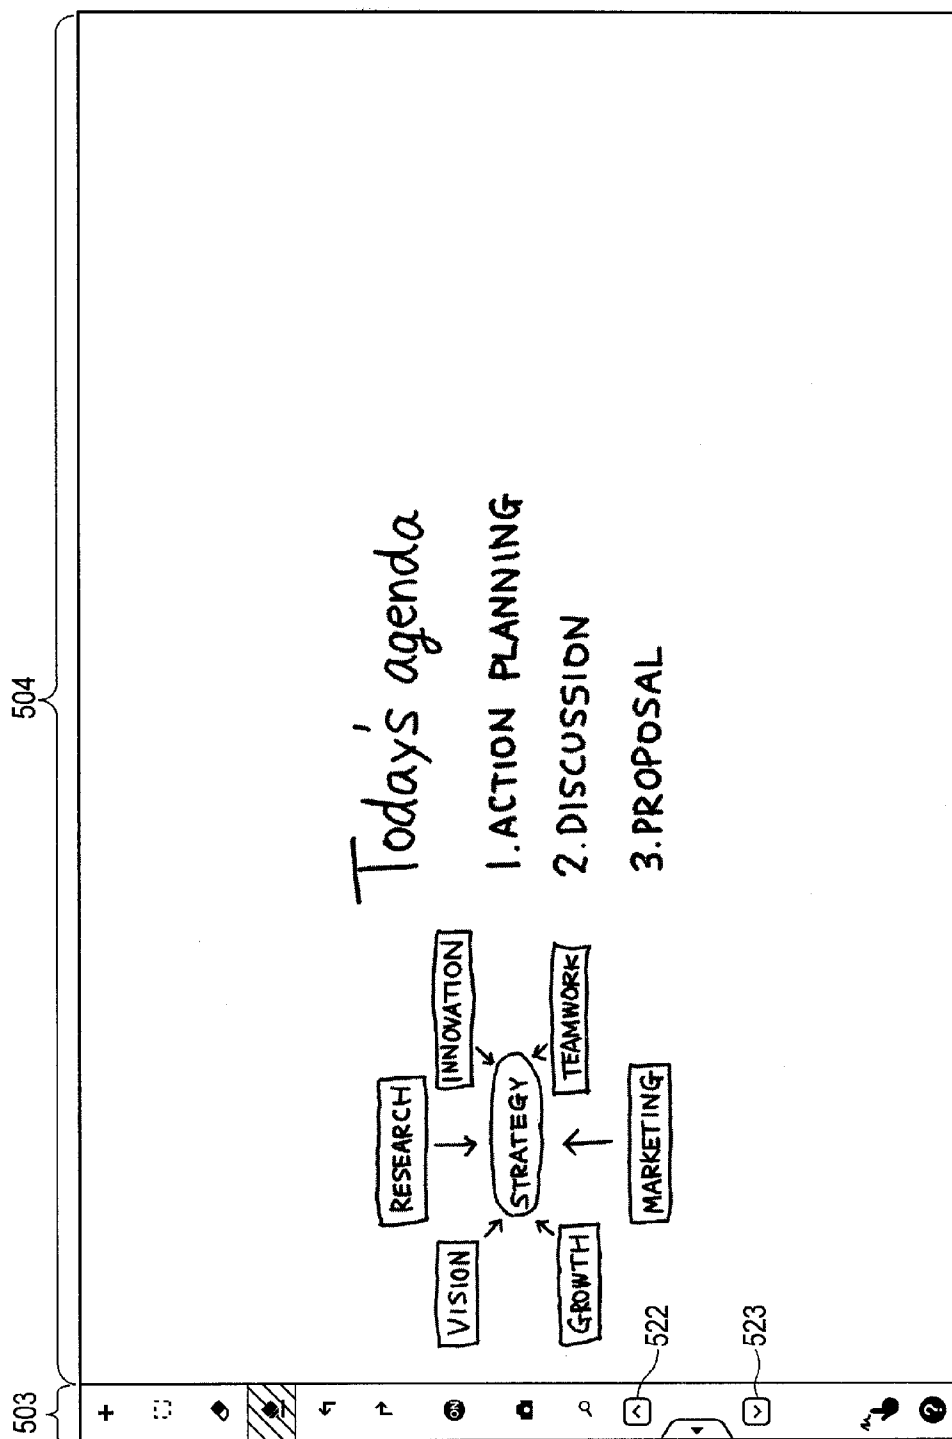 503
504
ON
?
522
523
RESEARCH
VISION
INNOVATION
STRATEGY
GROWTH
TEAMWORK
MARKETING
Today's agenda
1. ACTION PLANNING
2. DISCUSSION
3. PROPOSAL